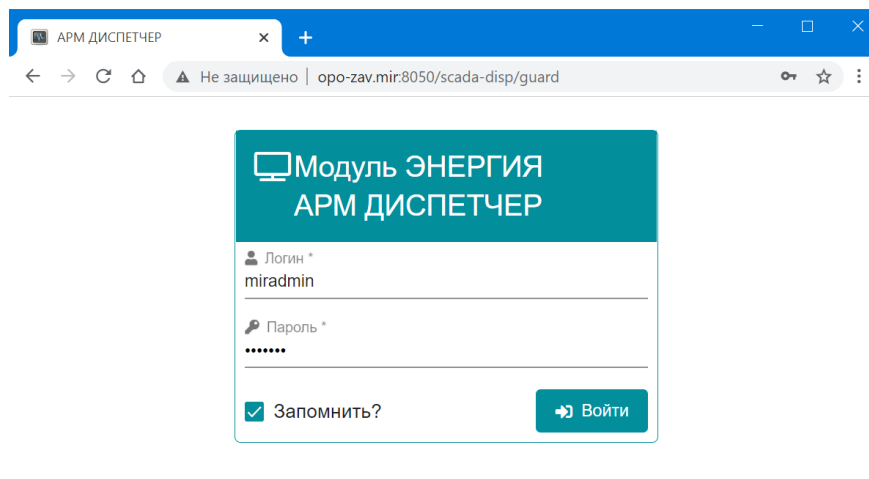 АРМ ДИСПЕТЧЕР
Не защищено opo-zav.mir:8050/scada-disp/guard
Модуль ЭНЕРГИЯ
АРМ ДИСПЕТЧЕР
Логин *
miradmin
Пароль *
•••••••
Запомнить?
Войти